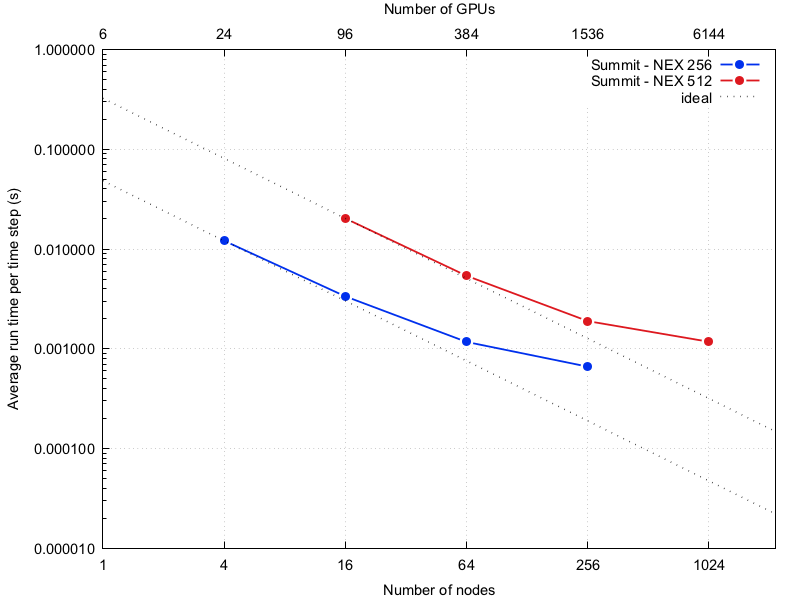 Number of GPUs
6 24 96 384 1536 6144
1.000000
Summit - NEX 256
Summit - NEX 512
ideal
0.100000
0.010000
0.001000
0.000100
0.000010
Average run time per time step (s)
1 4 16 64 256 1024
Number of nodes